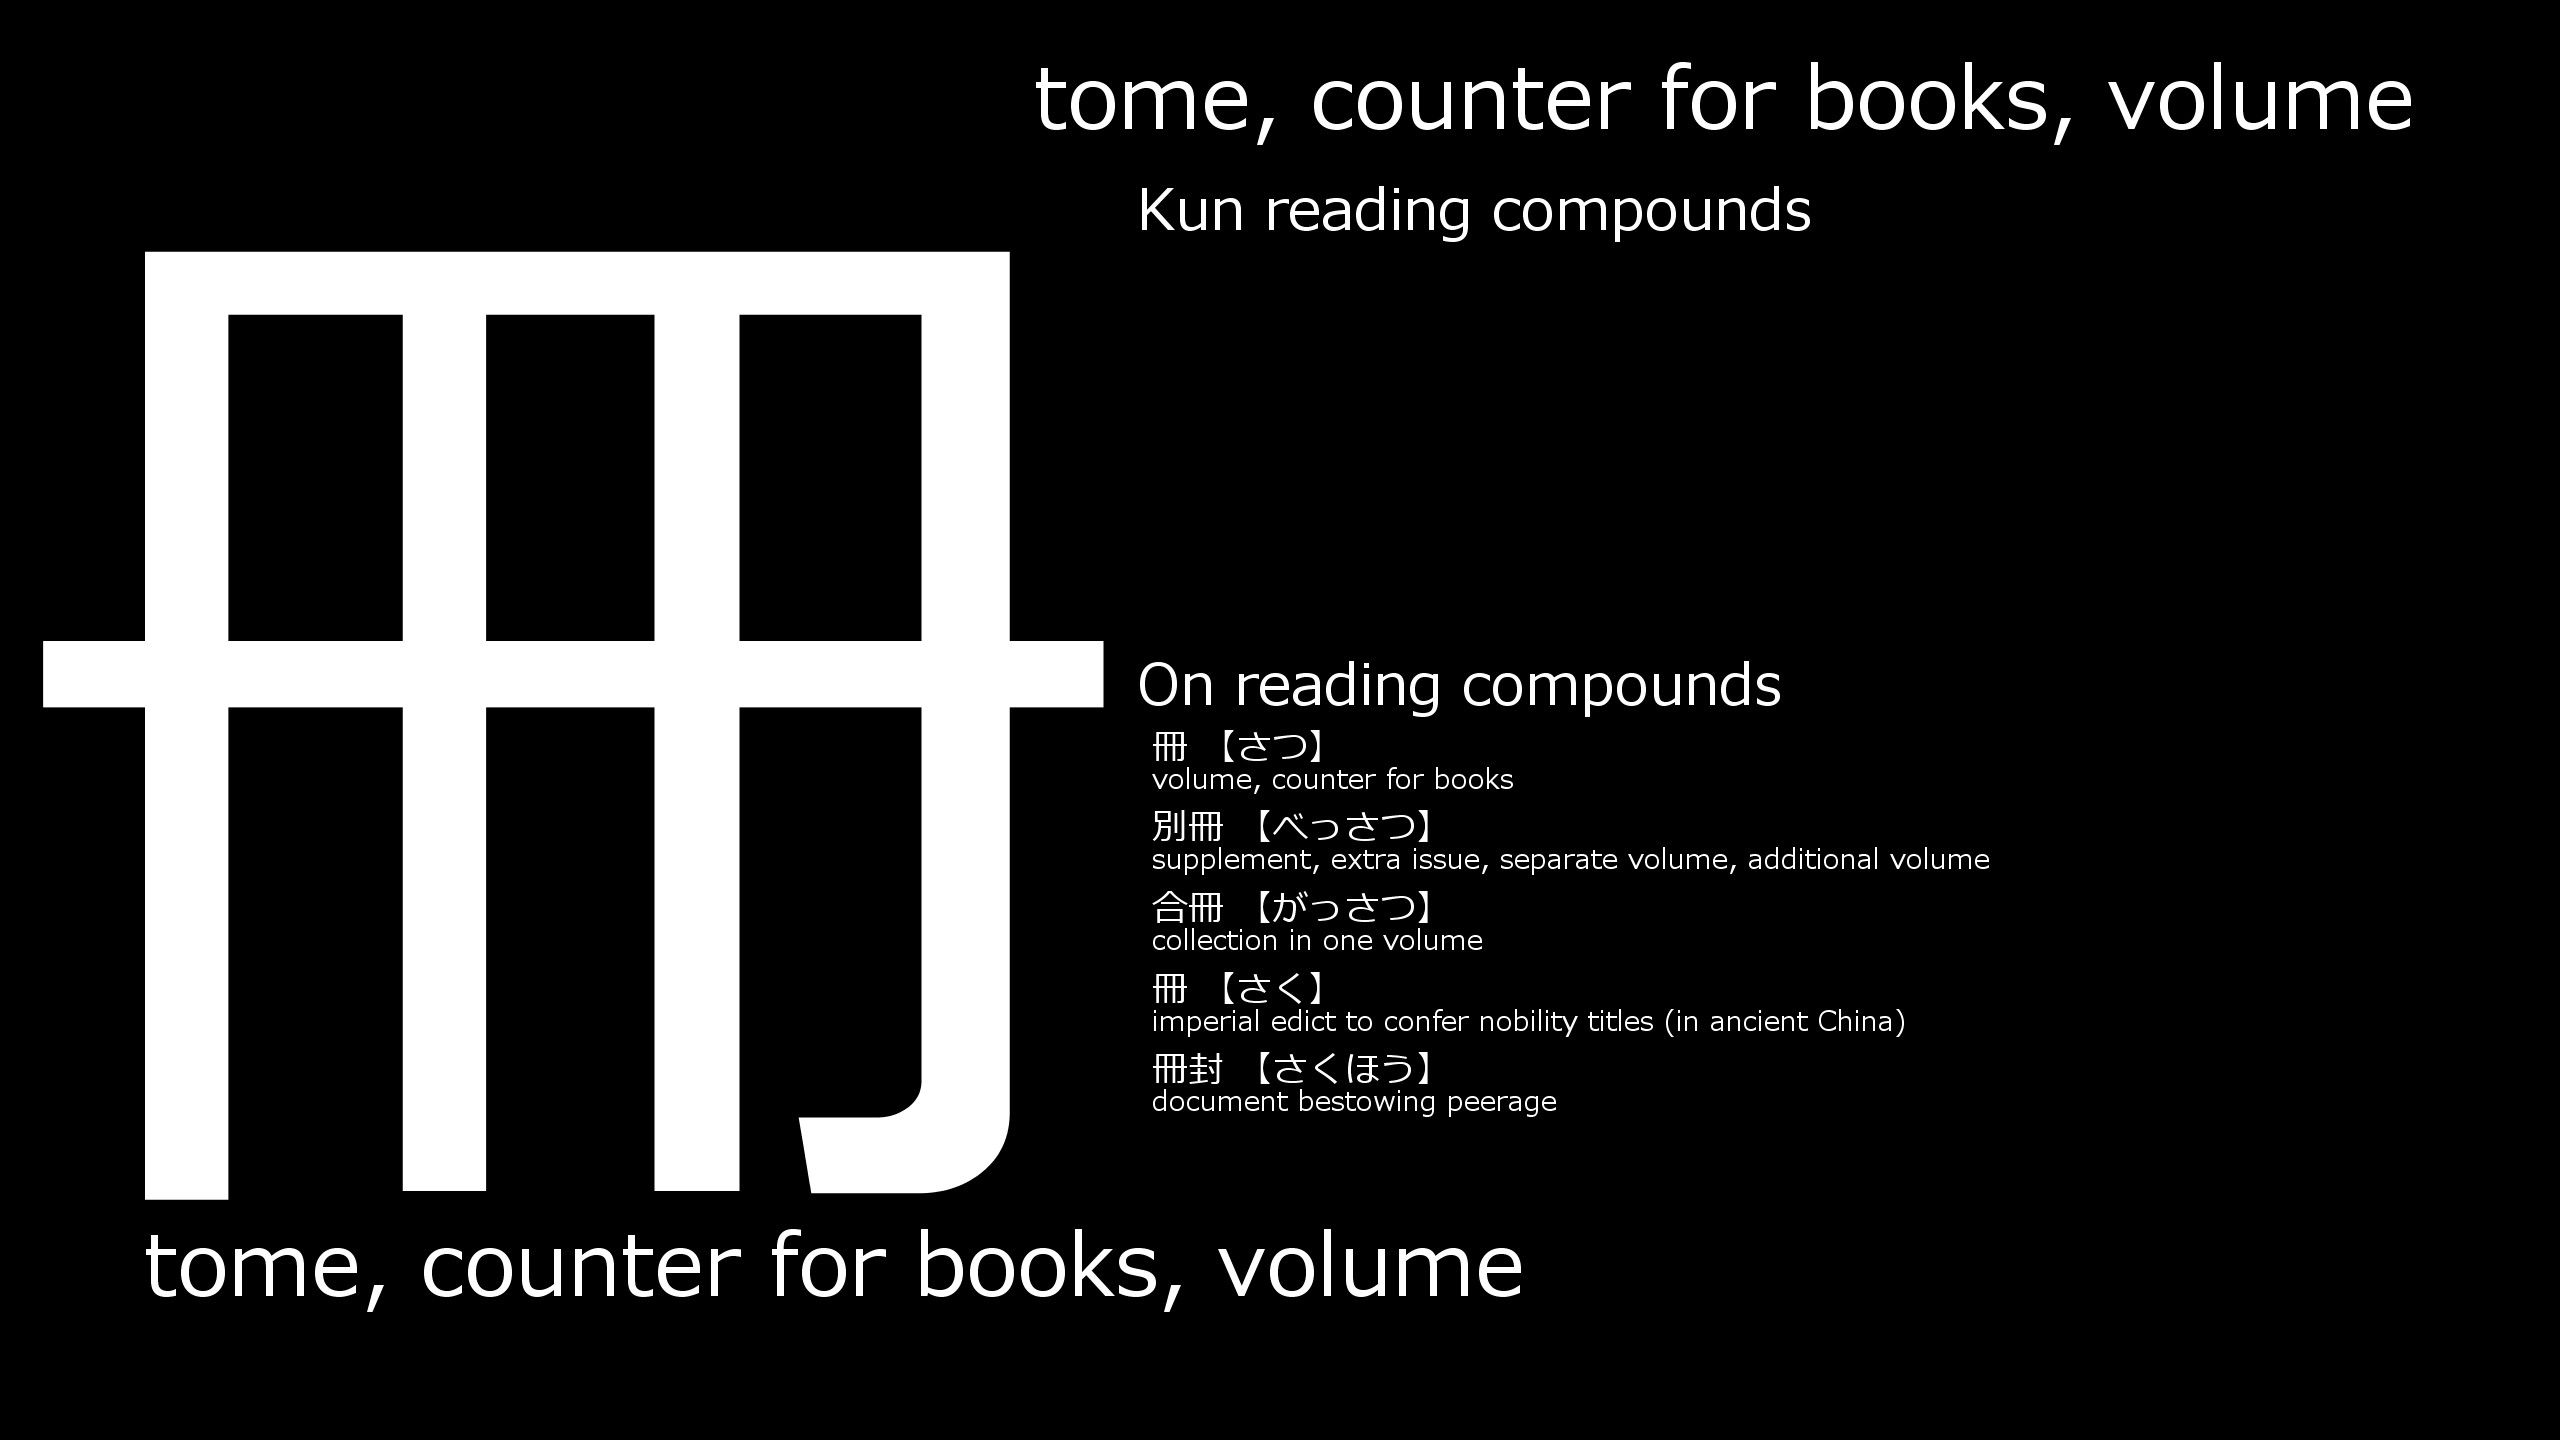 tome, counter for books, volume
Kun reading compounds
冊
On reading compounds
冊 【さつ】
volume, counter for books
別冊 【べっさつ】
supplement, extra issue, separate volume, additional volume
合冊 【がっさつ】
collection in one volume
冊 【さく】
imperial edict to confer nobility titles (in ancient China)
冊封 【さくほう】
document bestowing peerage
tome, counter for books, volume